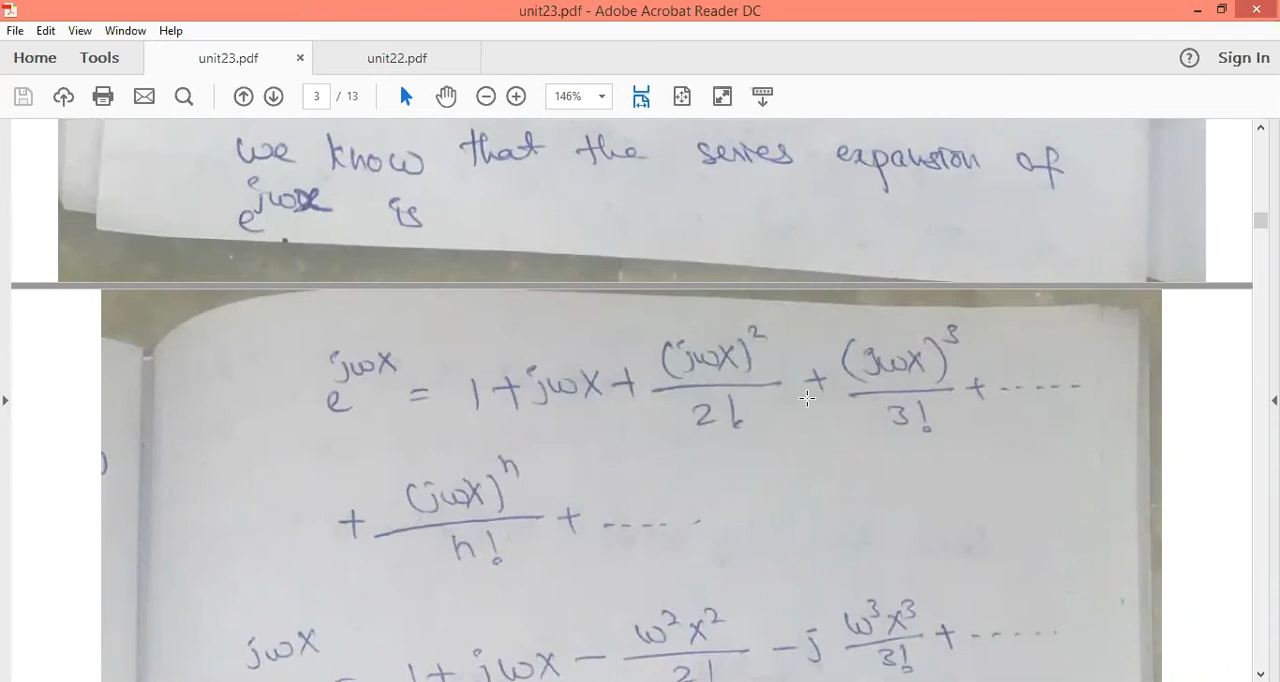 unit23.pdf - Adobe Acrobat Reader DC
File Edit View Window Help
Home Tools unit23.pdf × unit22.pdf ? Sign In
3 / 13 146%
we know that the series expansion of
e^{jωx} is
e^{jωx} = 1 + jωx + (jωx)^2/2! + (jωx)^3/3! + .....
+ (jωx)^n/n! + ......
jωx = 1 + jωx - ω^2x^2/2! - j ω^3x^3/3! + ......